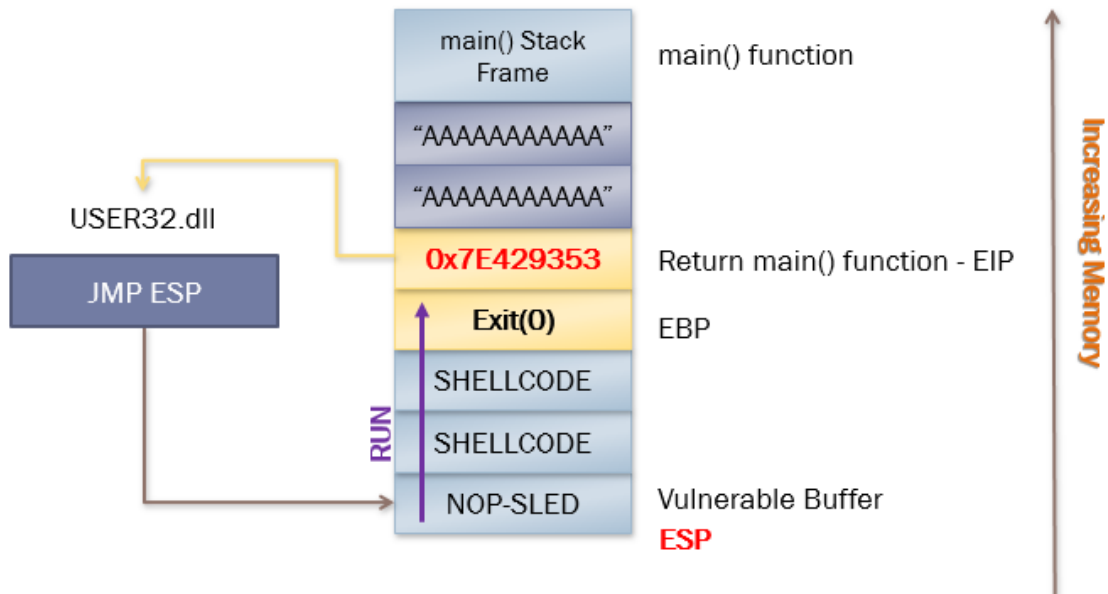 main() Stack
Frame
main() function
“AAAAAAAAAAA”
“AAAAAAAAAAA”
USER32.dll
JMP ESP
0x7E429353
Return main() function - EIP
Exit(0)
EBP
SHELLCODE
SHELLCODE
RUN
NOP-SLED
Vulnerable Buffer
ESP
Increasing Memory